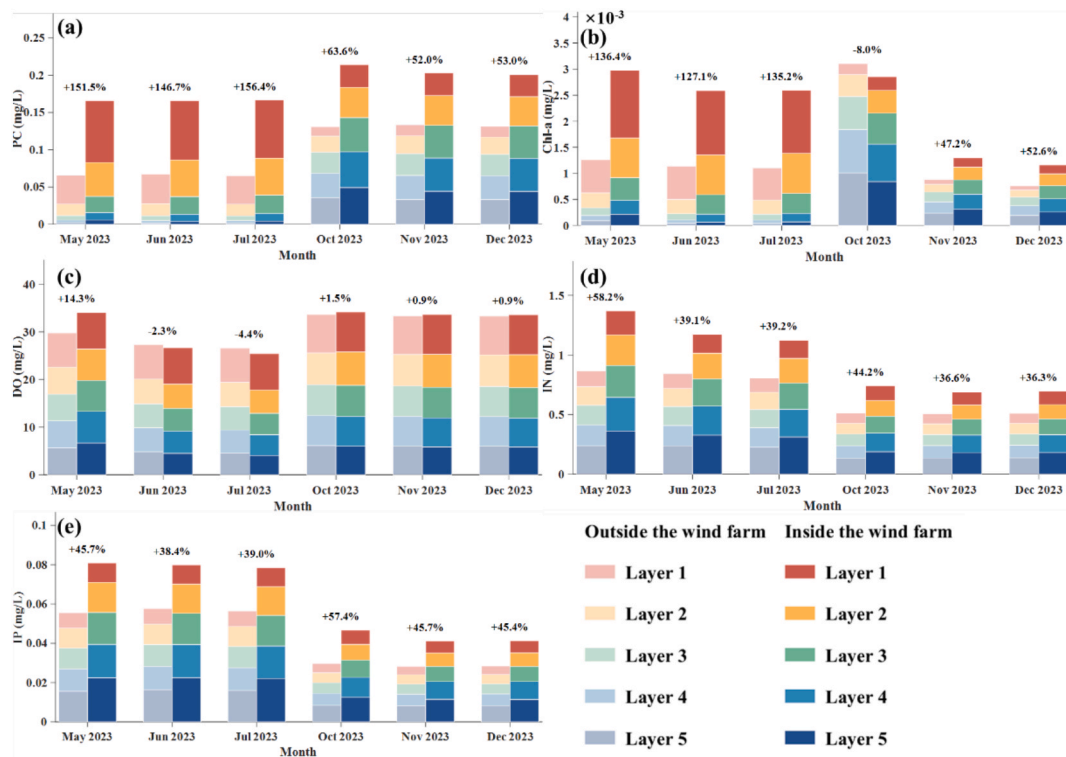 (a)
PC (mg/L)
0.25
0.2
0.15
0.1
0.05
0
+151.5%
+146.7%
+156.4%
+63.6%
+52.0%
+53.0%
May 2023 Jun 2023 Jul 2023 Oct 2023 Nov 2023 Dec 2023
Month
×10⁻³
(b)
Chl-a (mg/L)
4
3.5
3
2.5
2
1.5
1
0.5
0
+136.4%
+127.1%
+135.2%
-8.0%
+47.2%
+52.6%
May 2023 Jun 2023 Jul 2023 Oct 2023 Nov 2023 Dec 2023
Month
(c)
DO (mg/L)
40
30
20
10
0
+14.3%
-2.3%
-4.4%
+1.5%
+0.9%
+0.9%
May 2023 Jun 2023 Jul 2023 Oct 2023 Nov 2023 Dec 2023
Month
(d)
IN (mg/L)
1.5
1
0.5
0
+58.2%
+39.1%
+39.2%
+44.2%
+36.6%
+36.3%
May 2023 Jun 2023 Jul 2023 Oct 2023 Nov 2023 Dec 2023
Month
(e)
IP (mg/L)
0.1
0.08
0.06
0.04
0.02
0
+45.7%
+38.4%
+39.0%
+57.4%
+45.7%
+45.4%
May 2023 Jun 2023 Jul 2023 Oct 2023 Nov 2023 Dec 2023
Month
Outside the wind farm Inside the wind farm
Layer 1 Layer 1
Layer 2 Layer 2
Layer 3 Layer 3
Layer 4 Layer 4
Layer 5 Layer 5